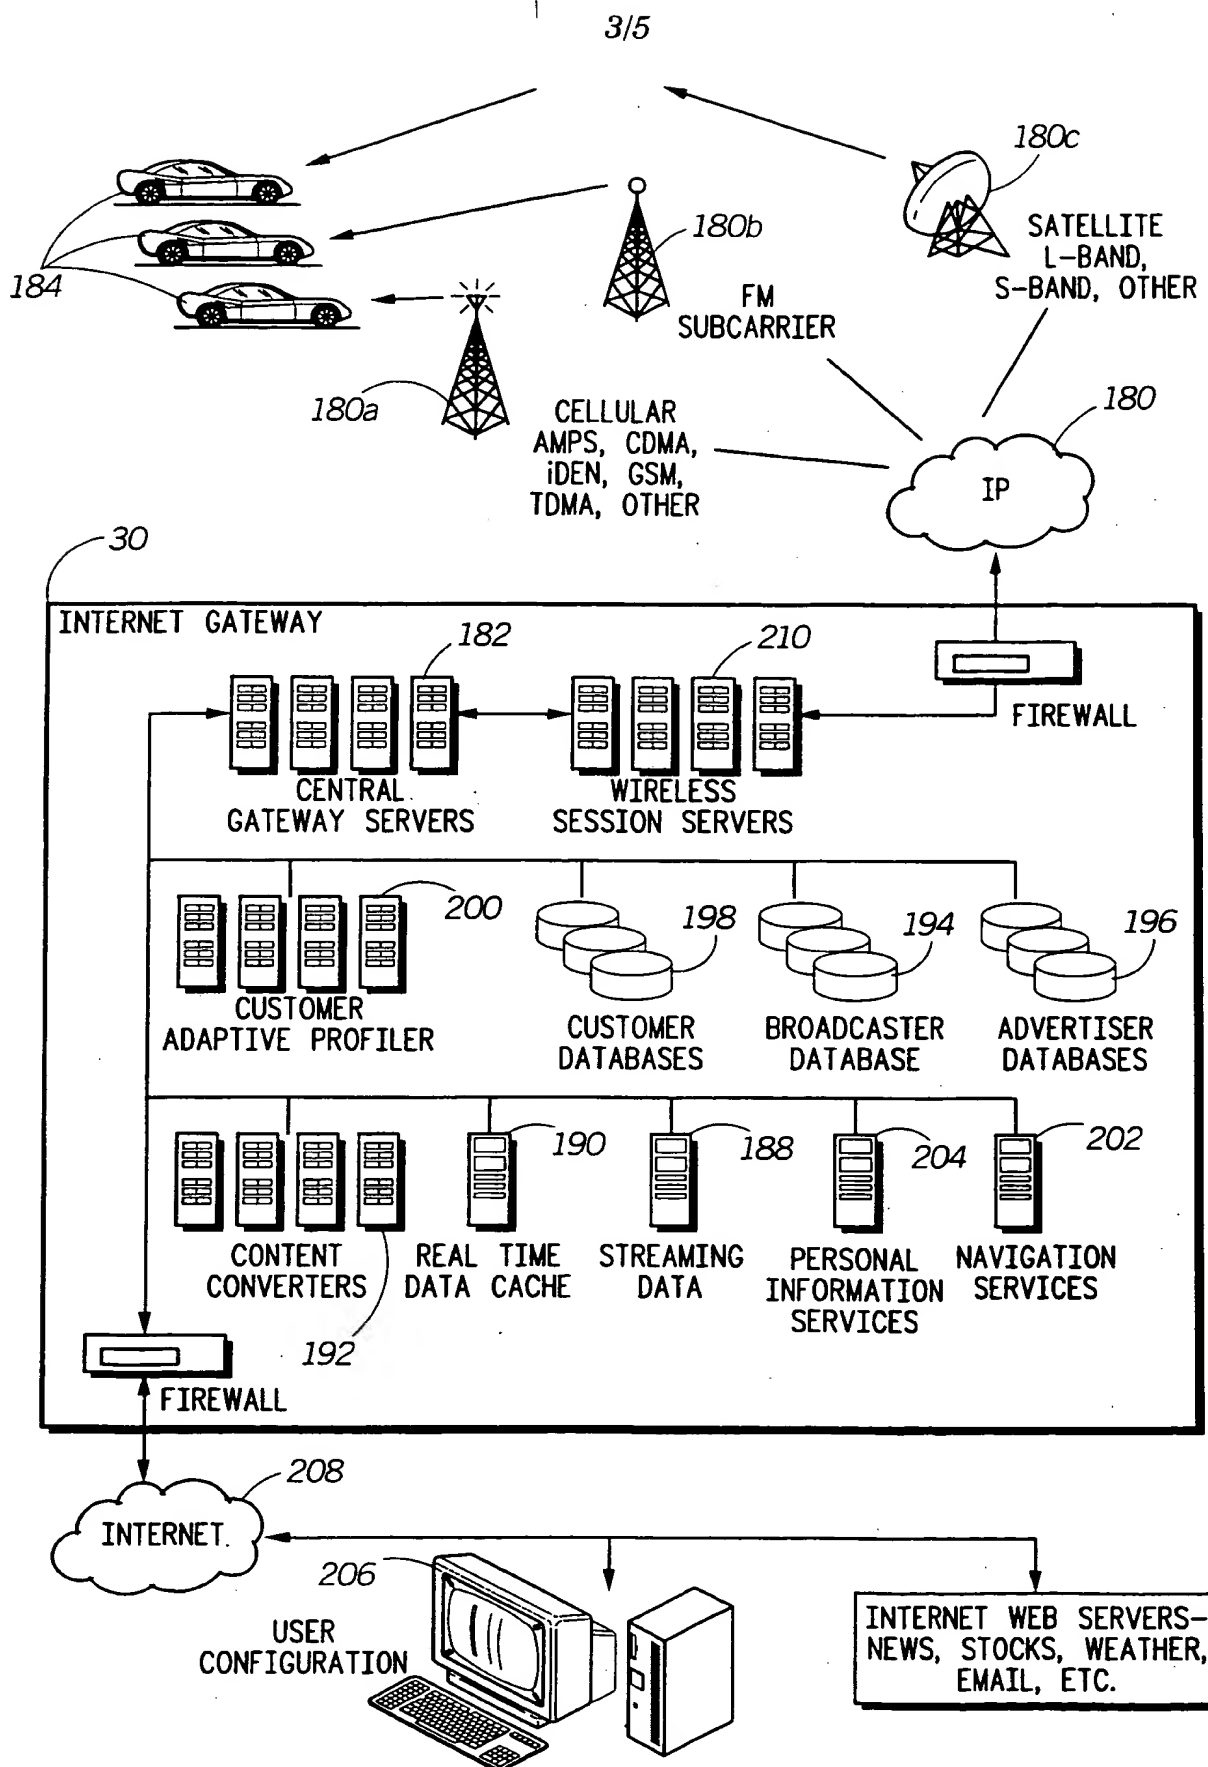 3/5
180c
SATELLITE
L-BAND,
S-BAND, OTHER
180b
FM
SUBCARRIER
184
180a
CELLULAR
AMPS, CDMA,
iDEN, GSM,
TDMA, OTHER
180
IP
30
INTERNET GATEWAY
182
210
FIREWALL
CENTRAL
GATEWAY SERVERS
WIRELESS
SESSION SERVERS
200
198
194
196
CUSTOMER
ADAPTIVE PROFILER
CUSTOMER
DATABASES
BROADCASTER
DATABASE
ADVERTISER
DATABASES
190
188
204
202
CONTENT
CONVERTERS
REAL TIME
DATA CACHE
STREAMING
DATA
PERSONAL
INFORMATION
SERVICES
NAVIGATION
SERVICES
192
FIREWALL
208
INTERNET
206
USER
CONFIGURATION
INTERNET WEB SERVERS-
NEWS, STOCKS, WEATHER,
EMAIL, ETC.